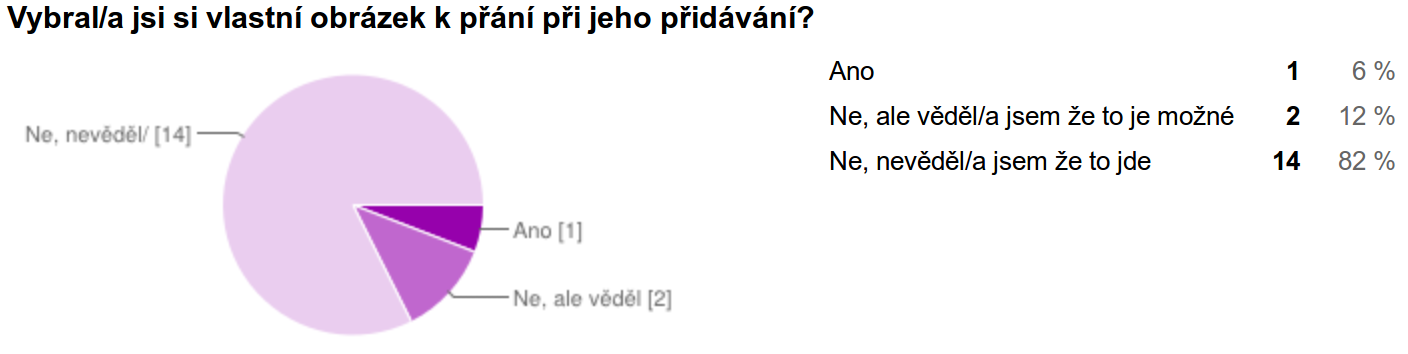 Vybral/a jsi si vlastní obrázek k přání při jeho přidávání?
Ne, nevěděl/ [14]
Ano [1]
Ne, ale věděl [2]
Ano 1 6 %
Ne, ale věděl/a jsem že to je možné 2 12 %
Ne, nevěděl/a jsem že to jde 14 82 %